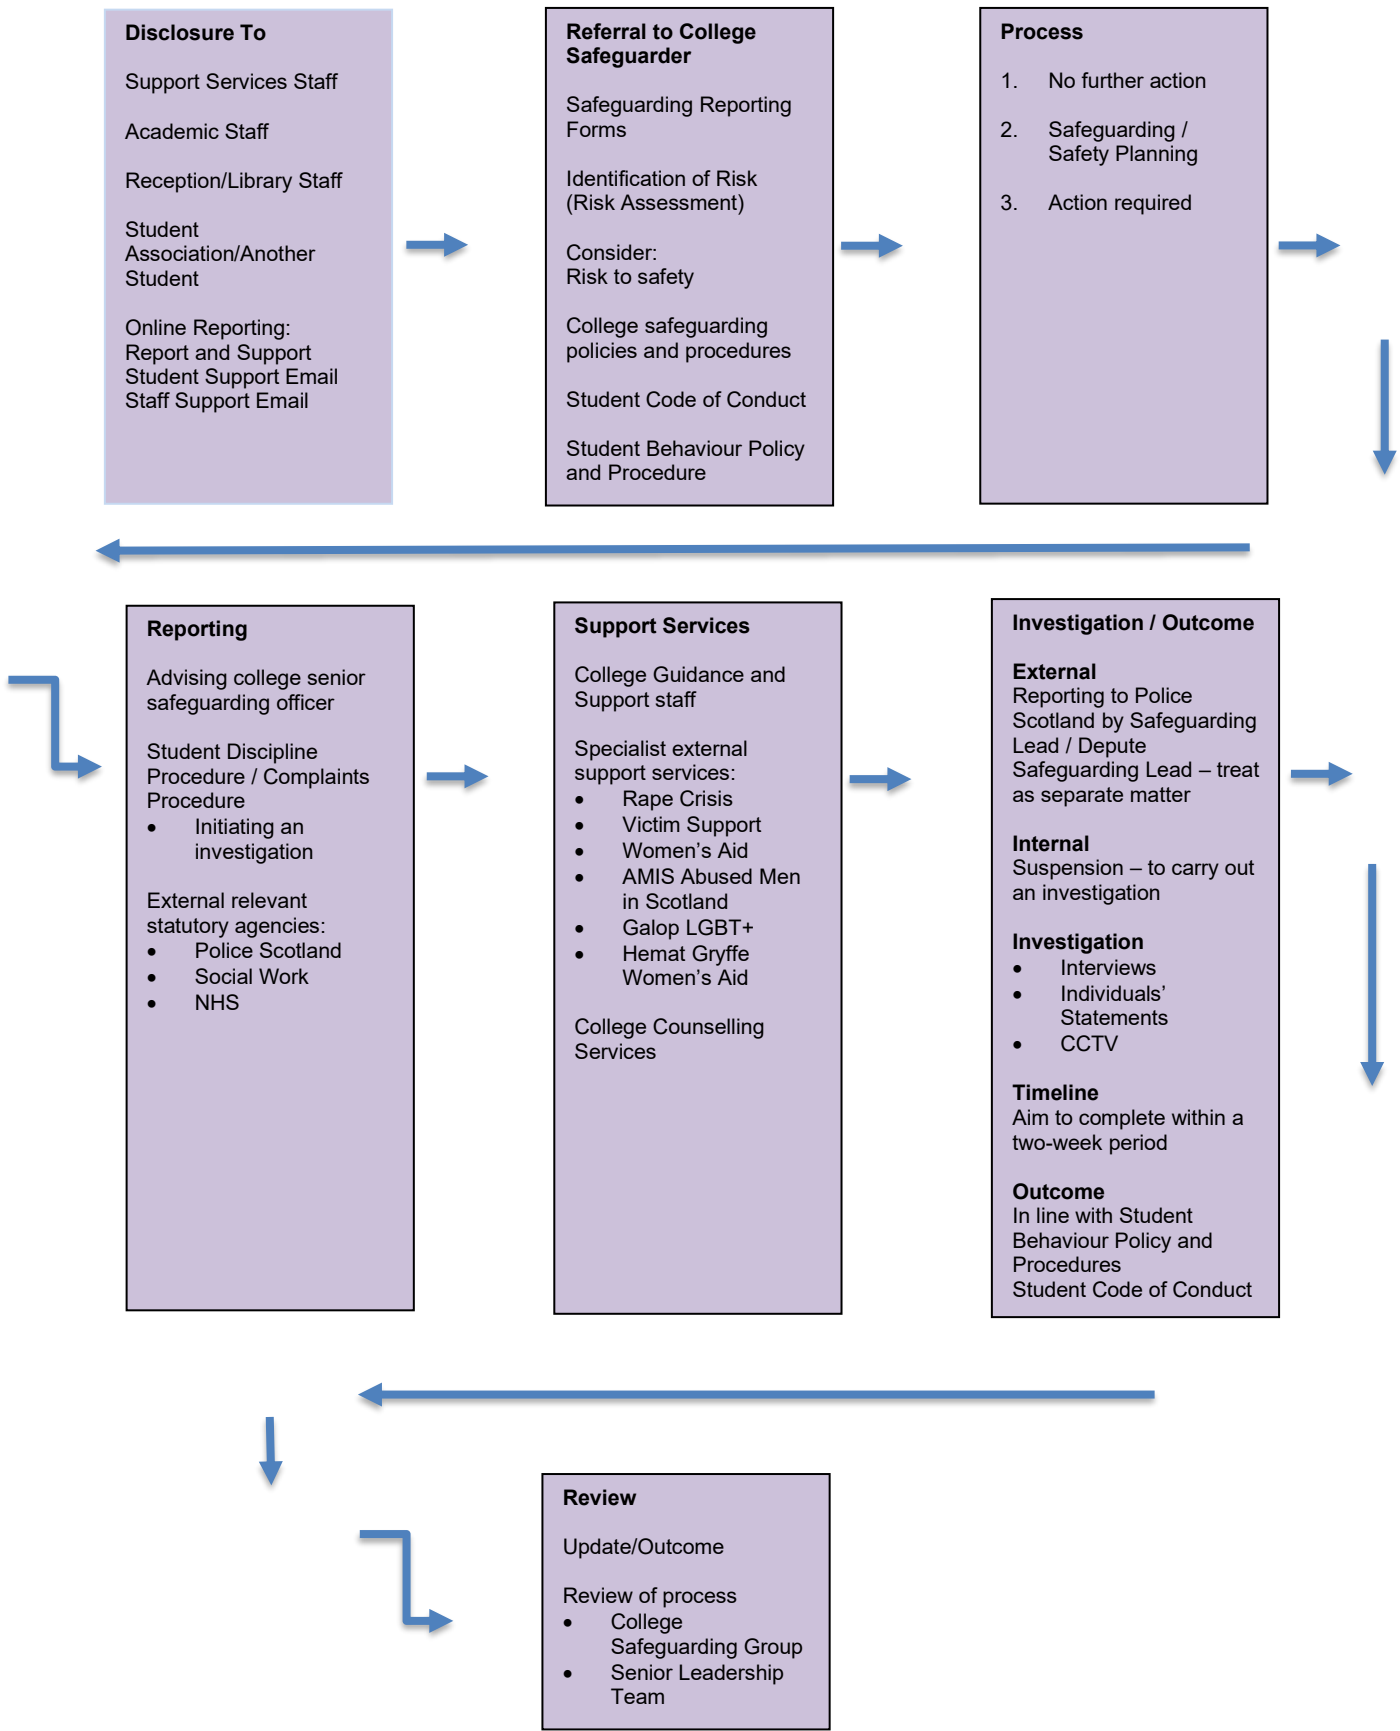 Disclosure To
Support Services Staff
Academic Staff
Reception/Library Staff
Student
Association/Another
Student
Online Reporting:
Report and Support
Student Support Email
Staff Support Email
Referral to College
Safeguarder
Safeguarding Reporting
Forms
Identification of Risk
(Risk Assessment)
Consider:
Risk to safety
College safeguarding
policies and procedures
Student Code of Conduct
Student Behaviour Policy
and Procedure
Process
1. No further action
2. Safeguarding /
Safety Planning
3. Action required
Reporting
Advising college senior
safeguarding officer
Student Discipline
Procedure / Complaints
Procedure
• Initiating an
investigation
External relevant
statutory agencies:
• Police Scotland
• Social Work
• NHS
Support Services
College Guidance and
Support staff
Specialist external
support services:
• Rape Crisis
• Victim Support
• Women’s Aid
• AMIS Abused Men
in Scotland
• Galop LGBT+
• Hemat Gryffe
Women’s Aid
College Counselling
Services
Investigation / Outcome
External
Reporting to Police
Scotland by Safeguarding
Lead / Depute
Safeguarding Lead – treat
as separate matter
Internal
Suspension – to carry out
an investigation
Investigation
• Interviews
• Individuals’
Statements
• CCTV
Timeline
Aim to complete within a
two-week period
Outcome
In line with Student
Behaviour Policy and
Procedures
Student Code of Conduct
Review
Update/Outcome
Review of process
• College
Safeguarding Group
• Senior Leadership
Team